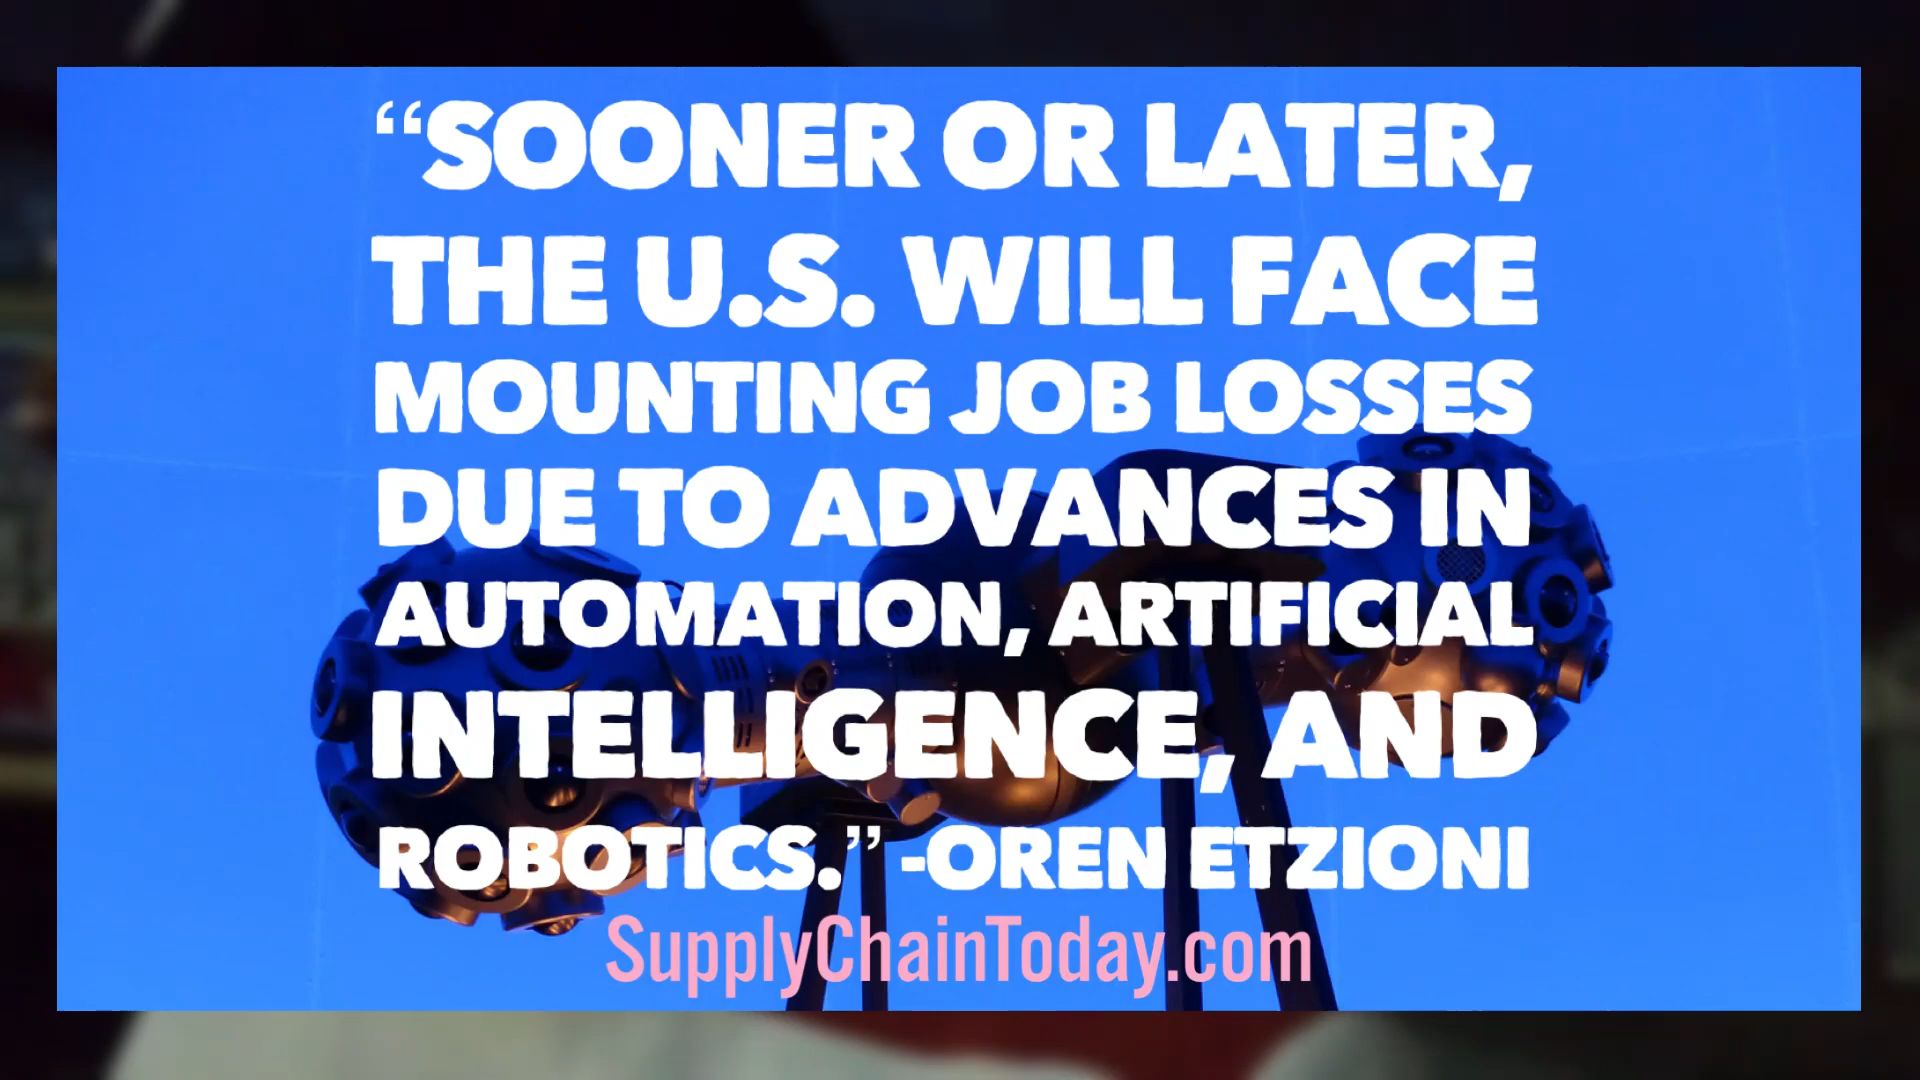 “SOONER OR LATER,
THE U.S. WILL FACE
MOUNTING JOB LOSSES
DUE TO ADVANCES IN
AUTOMATION, ARTIFICIAL
INTELLIGENCE, AND
ROBOTICS.” -OREN ETZIONI
SupplyChainToday.com